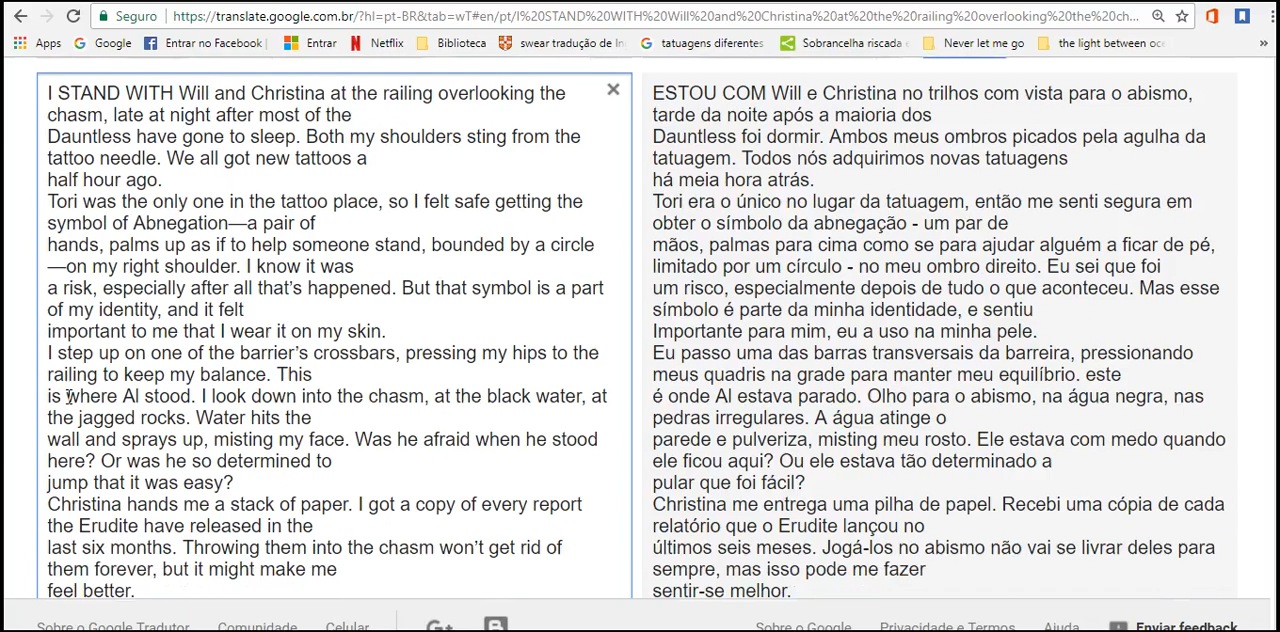 Seguro
https://translate.google.com.br/?hl=pt-BR&tab=wT#en/pt/I%20STAND%20WITH%20Will%20and%20Christina%20at%20the%20railing%20overlooking%20the%20ch...
Apps Google Entrar no Facebook Entrar Netflix Biblioteca swear tradução de In tatuagens diferentes Sobrancelha riscada Never let me go the light between oce »
I STAND WITH Will and Christina at the railing overlooking the
chasm, late at night after most of the
Dauntless have gone to sleep. Both my shoulders sting from the
tattoo needle. We all got new tattoos a
half hour ago.
Tori was the only one in the tattoo place, so I felt safe getting the
symbol of Abnegation—a pair of
hands, palms up as if to help someone stand, bounded by a circle
—on my right shoulder. I know it was
a risk, especially after all that’s happened. But that symbol is a part
of my identity, and it felt
important to me that I wear it on my skin.
I step up on one of the barrier’s crossbars, pressing my hips to the
railing to keep my balance. This
is where Al stood. I look down into the chasm, at the black water, at
the jagged rocks. Water hits the
wall and sprays up, misting my face. Was he afraid when he stood
here? Or was he so determined to
jump that it was easy?
Christina hands me a stack of paper. I got a copy of every report
the Erudite have released in the
last six months. Throwing them into the chasm won’t get rid of
them forever, but it might make me
feel better.
ESTOU COM Will e Christina no trilhos com vista para o abismo,
tarde da noite após a maioria dos
Dauntless foi dormir. Ambos meus ombros picados pela agulha da
tatuagem. Todos nós adquirimos novas tatuagens
há meia hora atrás.
Tori era o único no lugar da tatuagem, então me senti segura em
obter o símbolo da abnegação - um par de
mãos, palmas para cima como se para ajudar alguém a ficar de pé,
limitado por um círculo - no meu ombro direito. Eu sei que foi
um risco, especialmente depois de tudo o que aconteceu. Mas esse
símbolo é parte da minha identidade, e sentiu
Importante para mim, eu a uso na minha pele.
Eu passo uma das barras transversais da barreira, pressionando
meus quadris na grade para manter meu equilíbrio. este
é onde Al estava parado. Olho para o abismo, na água negra, nas
pedras irregulares. A água atinge o
parede e pulveriza, misting meu rosto. Ele estava com medo quando
ele ficou aqui? Ou ele estava tão determinado a
pular que foi fácil?
Christina me entrega uma pilha de papel. Recebi uma cópia de cada
relatório que o Erudite lançou no
últimos seis meses. Jogá-los no abismo não vai se livrar deles para
sempre, mas isso pode me fazer
sentir-se melhor.
Sobre o Google Tradutor Comunidade Celular G+ B Sobre o Google Privacidade e Termos Ajuda Enviar feedback